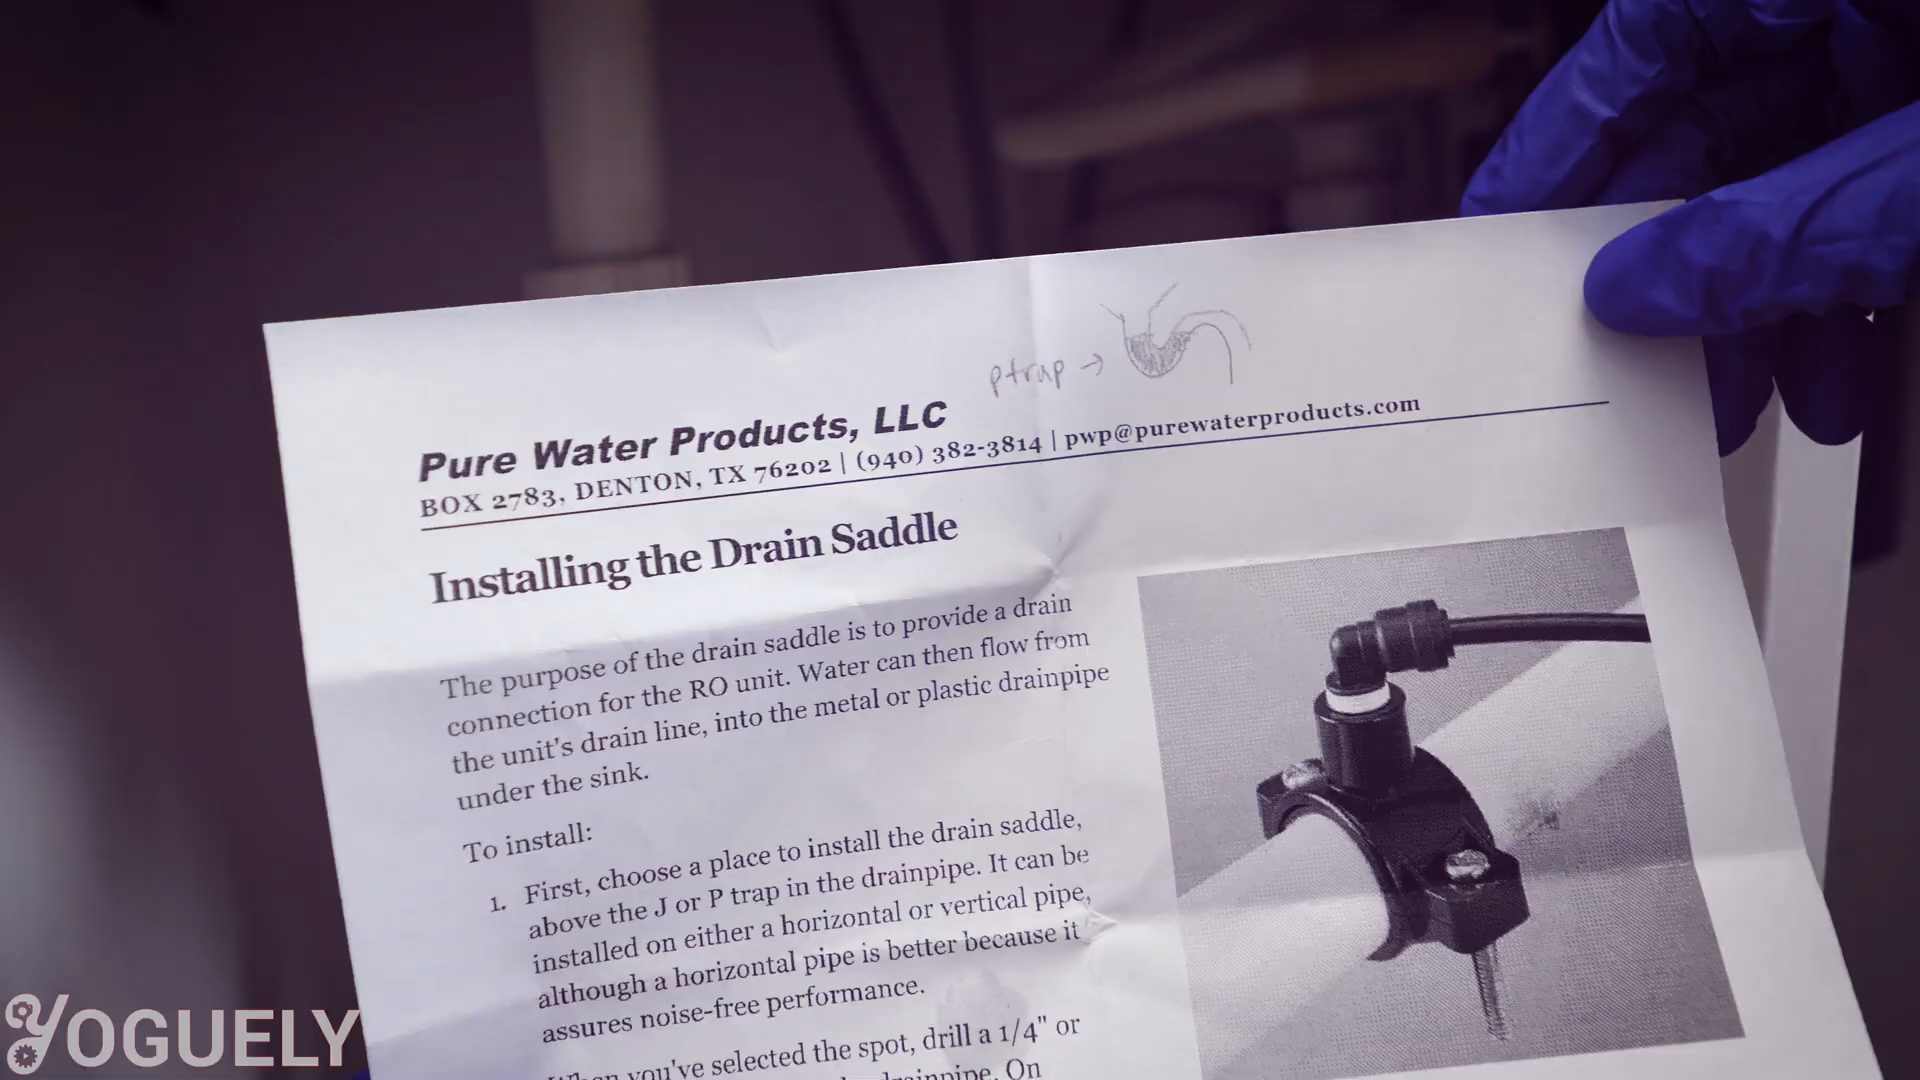 ptrap →
Pure Water Products, LLC
BOX 2783, DENTON, TX 76202 | (940) 382-3814 | pwp@purewaterproducts.com
Installing the Drain Saddle
The purpose of the drain saddle is to provide a drain
connection for the RO unit. Water can then flow from
the unit's drain line, into the metal or plastic drainpipe
under the sink.
To install:
1. First, choose a place to install the drain saddle,
above the J or P trap in the drainpipe. It can be
installed on either a horizontal or vertical pipe,
although a horizontal pipe is better because it
assures noise-free performance.
When you've selected the spot, drill a 1/4" or
drainpipe. On
YOGUELY